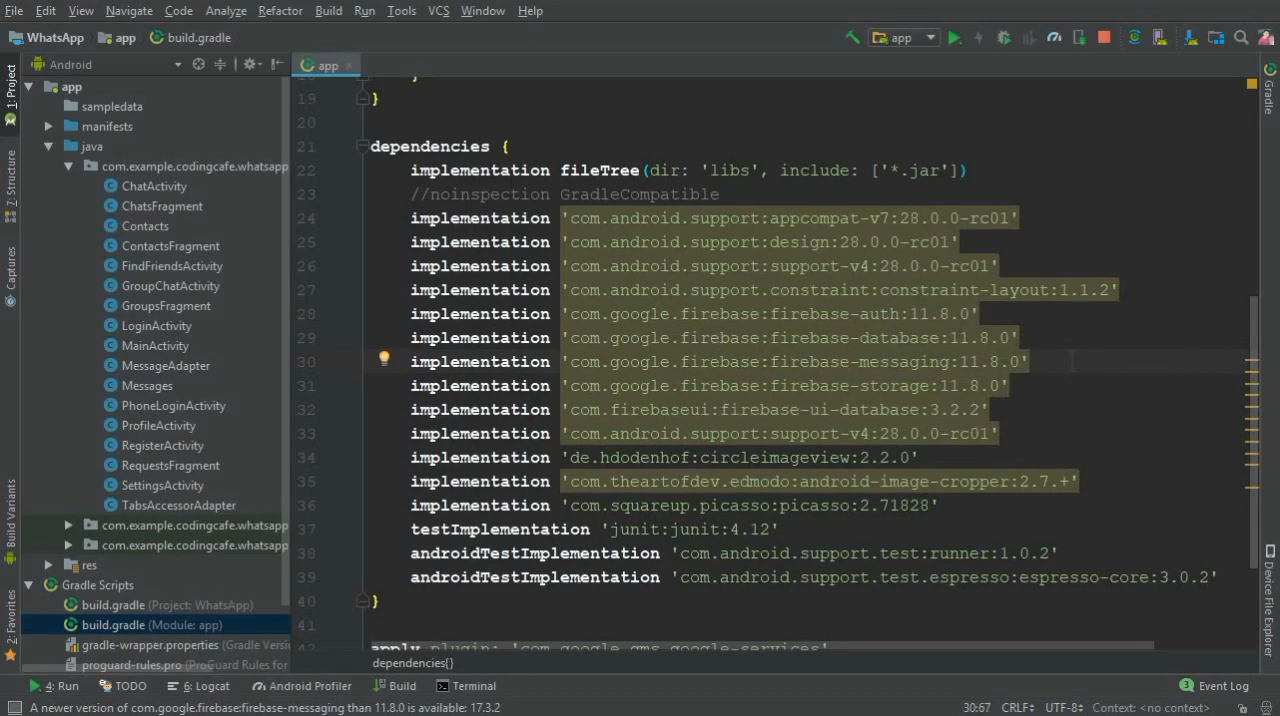 File Edit View Navigate Code Analyze Refactor Build Run Tools VCS Window Help
WhatsApp app build.gradle app
1: Project
Z: Structure
Captures
Build Variants
2: Favorites
Android
app
sampledata
manifests
java
com.example.codingcafe.whatsapp
ChatActivity
ChatsFragment
Contacts
ContactsFragment
FindFriendsActivity
GroupChatActivity
GroupsFragment
LoginActivity
MainActivity
MessageAdapter
Messages
PhoneLoginActivity
ProfileActivity
RegisterActivity
RequestsFragment
SettingsActivity
TabsAccessorAdapter
com.example.codingcafe.whatsapp
com.example.codingcafe.whatsapp
res
Gradle Scripts
build.gradle (Project: WhatsApp)
build.gradle (Module: app)
gradle-wrapper.properties (Gradle Versi
proguard-rules.pro (ProGuard Rules for
app
19 }
20
21 dependencies {
22 implementation fileTree(dir: 'libs', include: ['*.jar'])
23 //noinspection GradleCompatible
24 implementation 'com.android.support:appcompat-v7:28.0.0-rc01'
25 implementation 'com.android.support:design:28.0.0-rc01'
26 implementation 'com.android.support:support-v4:28.0.0-rc01'
27 implementation 'com.android.support.constraint:constraint-layout:1.1.2'
28 implementation 'com.google.firebase:firebase-auth:11.8.0'
29 implementation 'com.google.firebase:firebase-database:11.8.0'
30 implementation 'com.google.firebase:firebase-messaging:11.8.0'
31 implementation 'com.google.firebase:firebase-storage:11.8.0'
32 implementation 'com.firebaseui:firebase-ui-database:3.2.2'
33 implementation 'com.android.support:support-v4:28.0.0-rc01'
34 implementation 'de.hdodenhof:circleimageview:2.2.0'
35 implementation 'com.theartofdev.edmodo:android-image-cropper:2.7.+'
36 implementation 'com.squareup.picasso:picasso:2.71828'
37 testImplementation 'junit:junit:4.12'
38 androidTestImplementation 'com.android.support.test:runner:1.0.2'
39 androidTestImplementation 'com.android.support.test.espresso:espresso-core:3.0.2'
40 }
41
42 apply plugin: 'com.google.gms.google-services'
dependencies{}
Gradle
Device File Explorer
4: Run TODO 6: Logcat Android Profiler Build Terminal 3 Event Log
A newer version of com.google.firebase:firebase-messaging than 11.8.0 is available: 17.3.2 30:67 CRLF UTF-8 Context: <no context>